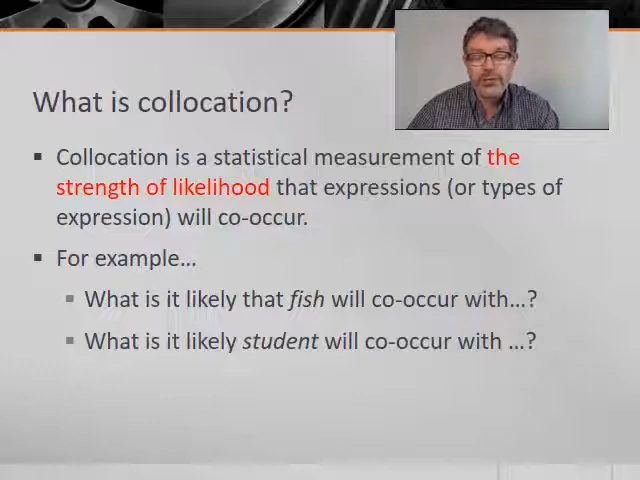 What is collocation?
▪ Collocation is a statistical measurement of the
strength of likelihood that expressions (or types of
expression) will co-occur.
▪ For example…
▪ What is it likely that fish will co-occur with…?
▪ What is it likely student will co-occur with …?